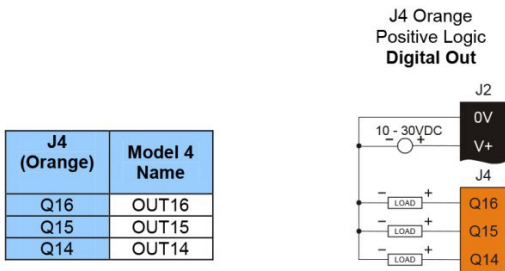 J4 Orange
Positive Logic
Digital Out
J4
(Orange)
Model 4
Name
Q16 OUT16
Q15 OUT15
Q14 OUT14
J2
0V
10 - 30VDC
- +
V+
J4
- LOAD + Q16
- LOAD + Q15
- LOAD + Q14